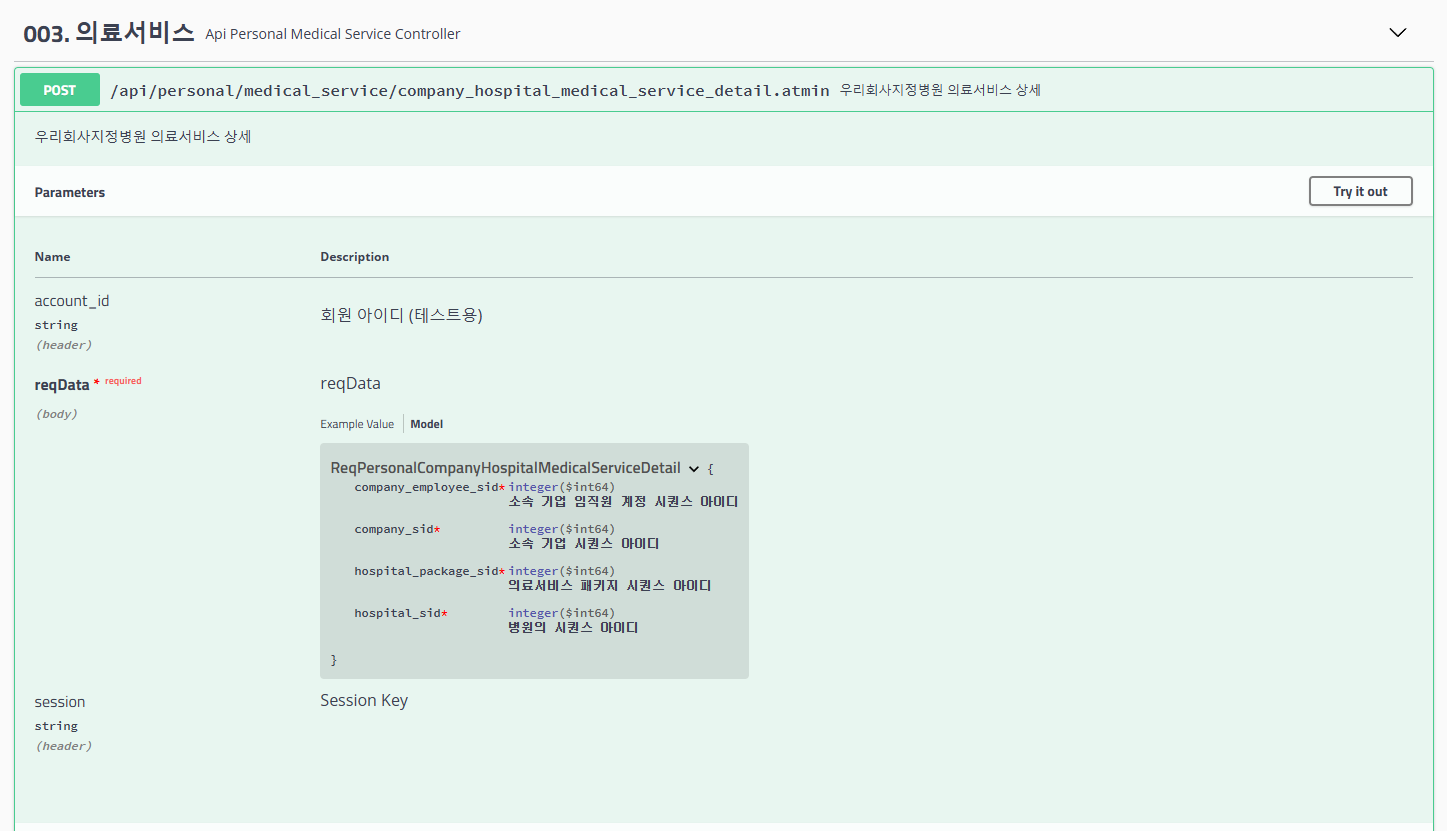 003. 의료서비스 Api Personal Medical Service Controller
POST /api/personal/medical_service/company_hospital_medical_service_detail.atmin 우리회사지정병원 의료서비스 상세
우리회사지정병원 의료서비스 상세
Parameters Try it out
Name Description
account_id
string
(header)
회원 아이디 (테스트용)
reqData * required
(body)
reqData
Example Value Model
ReqPersonalCompanyHospitalMedicalServiceDetail {
company_employee_sid* integer($int64)
소속 기업 임직원 계정 시퀀스 아이디
company_sid* integer($int64)
소속 기업 시퀀스 아이디
hospital_package_sid* integer($int64)
의료서비스 패키지 시퀀스 아이디
hospital_sid* integer($int64)
병원의 시퀀스 아이디
}
session
string
(header)
Session Key